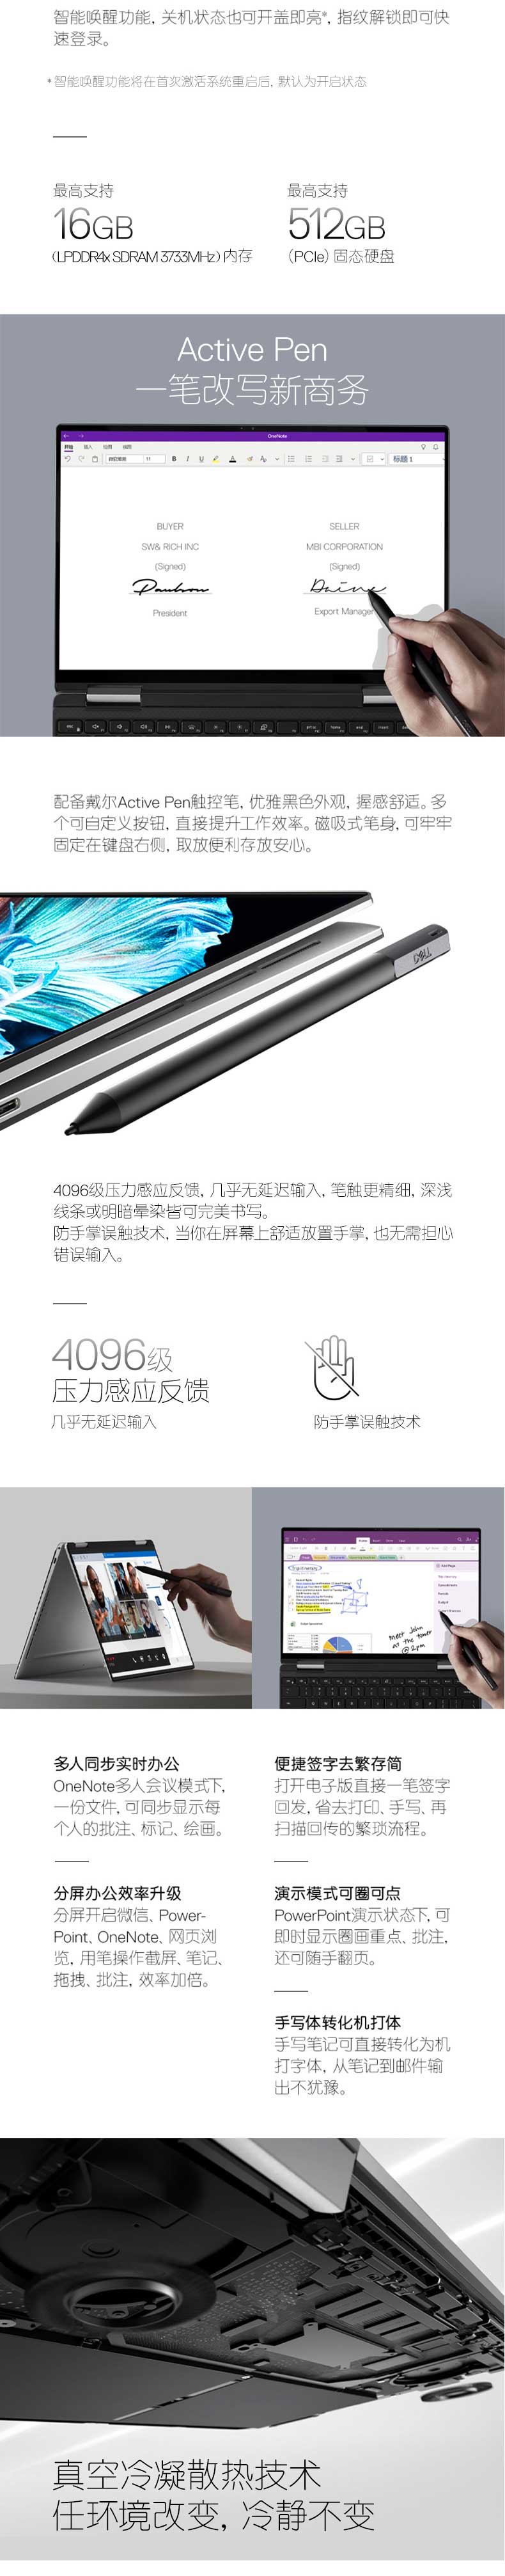 智能唤醒功能, 关机状态也可开盖即亮*, 指纹解锁即可快
速登录。
*智能唤醒功能将在首次激活系统重启后, 默认为开启状态
最高支持
16GB
(LPDDR4x SDRAM 3733MHz) 内存
最高支持
512GB
(PCIe) 固态硬盘
Active Pen
一笔改写新商务
OneNote
开始 插入 绘图 视图
11 B I U A 标题 1
BUYER
SW& RICH INC
(Signed)
Paulson
President
SELLER
MBI CORPORATION
(Signed)
Daine
Export Manager
配备戴尔Active Pen触控笔, 优雅黑色外观, 握感舒适。多
个可自定义按钮, 直接提升工作效率。磁吸式笔身, 可牢牢
固定在键盘右侧, 取放便利存放安心。
DELL
4096级压力感应反馈, 几乎无延迟输入, 笔触更精细, 深浅
线条或明暗晕染皆可完美书写。
防手掌误触技术, 当你在屏幕上舒适放置手掌, 也无需担心
错误输入。
4096级
压力感应反馈
几乎无延迟输入
防手掌误触技术
meet John
at the tower
@ 2pm
多人同步实时办公
OneNote多人会议模式下,
一份文件, 可同步显示每
个人的批注、标记、绘画。
便捷签字去繁存简
打开电子版直接一笔签字
回发, 省去打印、手写、再
扫描回传的繁琐流程。
分屏办公效率升级
分屏开启微信、Power-
Point、OneNote、网页浏
览, 用笔操作截屏、笔记、
拖拽、批注, 效率加倍。
演示模式可圈可点
PowerPoint演示状态下, 可
即时显示圈画重点、批注,
还可随手翻页。
手写体转化机打体
手写笔记可直接转化为机
打字体, 从笔记到邮件输
出不犹豫。
真空冷凝散热技术
任环境改变, 冷静不变